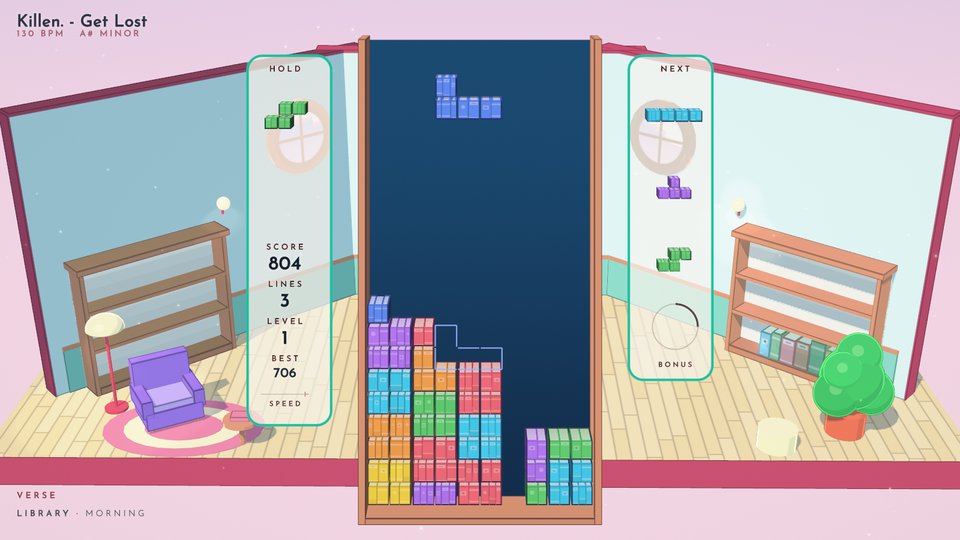 Killen. - Get Lost
130 BPM A# MINOR
HOLD
SCORE
804
LINES
3
LEVEL
1
BEST
706
SPEED
NEXT
BONUS
VERSE
LIBRARY · MORNING